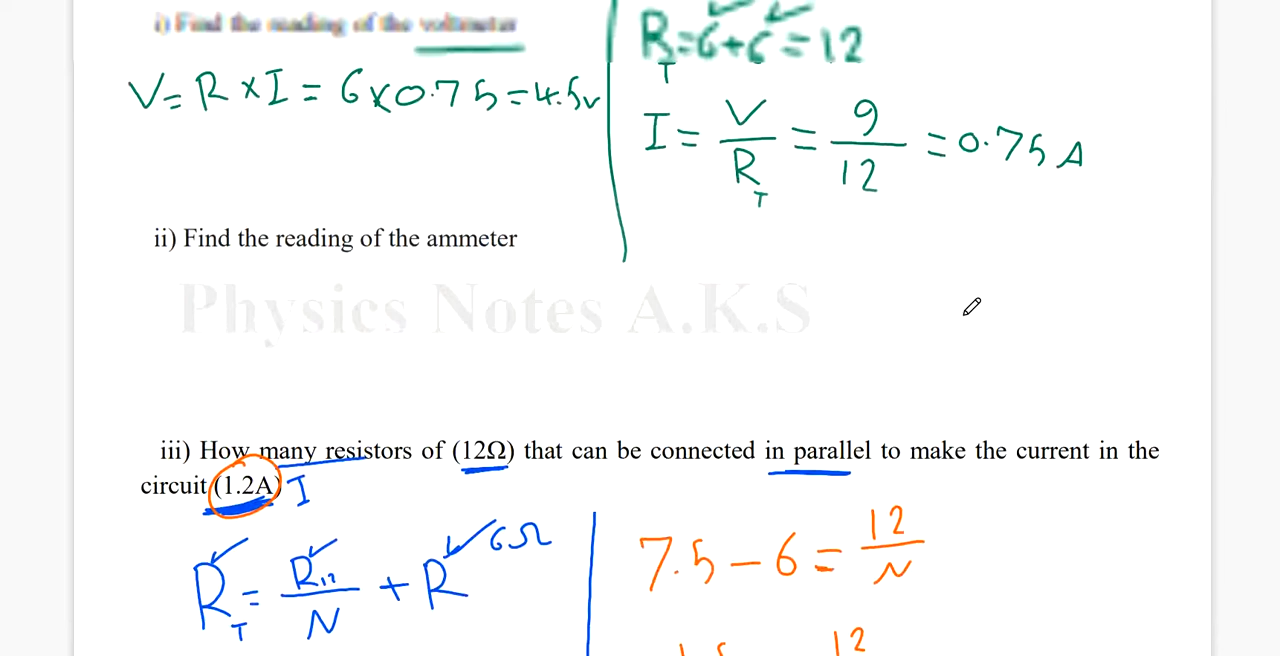 i) Find the reading of the voltmeter
V = R × I = 6 × 0.75 = 4.5v
R_T = 6 + 6 = 12
I = V/R_T = 9/12 = 0.75 A
ii) Find the reading of the ammeter
Physics Notes A.K.S
iii) How many resistors of (12Ω) that can be connected in parallel to make the current in the
circuit (1.2A) I
R_T = R₁₂/N + R 6Ω
7.5 − 6 = 12/N
12